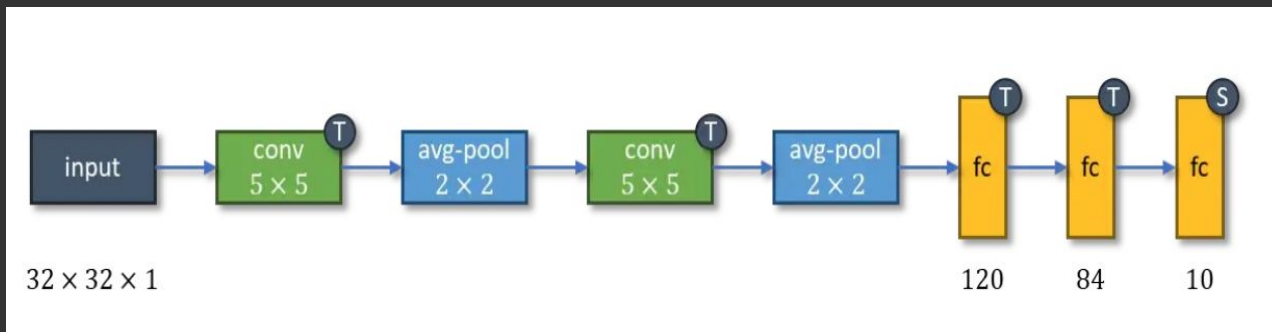 input
conv
5 × 5
T
avg-pool
2 × 2
conv
5 × 5
T
avg-pool
2 × 2
fc
T
fc
T
fc
S
32 × 32 × 1
120
84
10